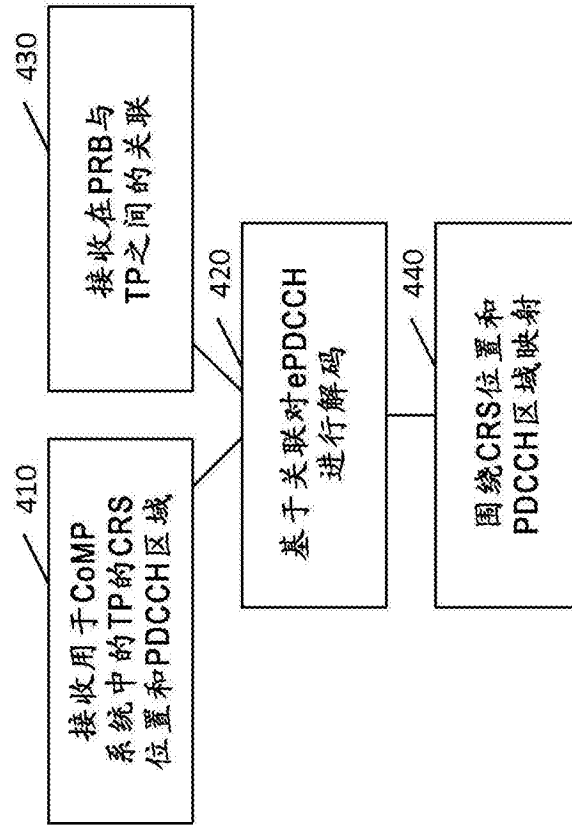 410
接收用于CoMP
系统中的TP的CRS
位置和PDCCH区域
430
接收在PRB与
TP之间的关联
420
基于关联对ePDCCH
进行解码
440
围绕CRS位置和
PDCCH区域映射